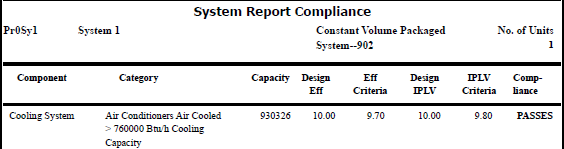 System Report Compliance
Pr0Sy1 System 1 Constant Volume Packaged No. of Units
System--902 1
Component Category Capacity Design Eff Design IPLV Comp-
Eff Criteria IPLV Criteria liance
Cooling System Air Conditioners Air Cooled 930326 10.00 9.70 10.00 9.80 PASSES
> 760000 Btu/h Cooling
Capacity